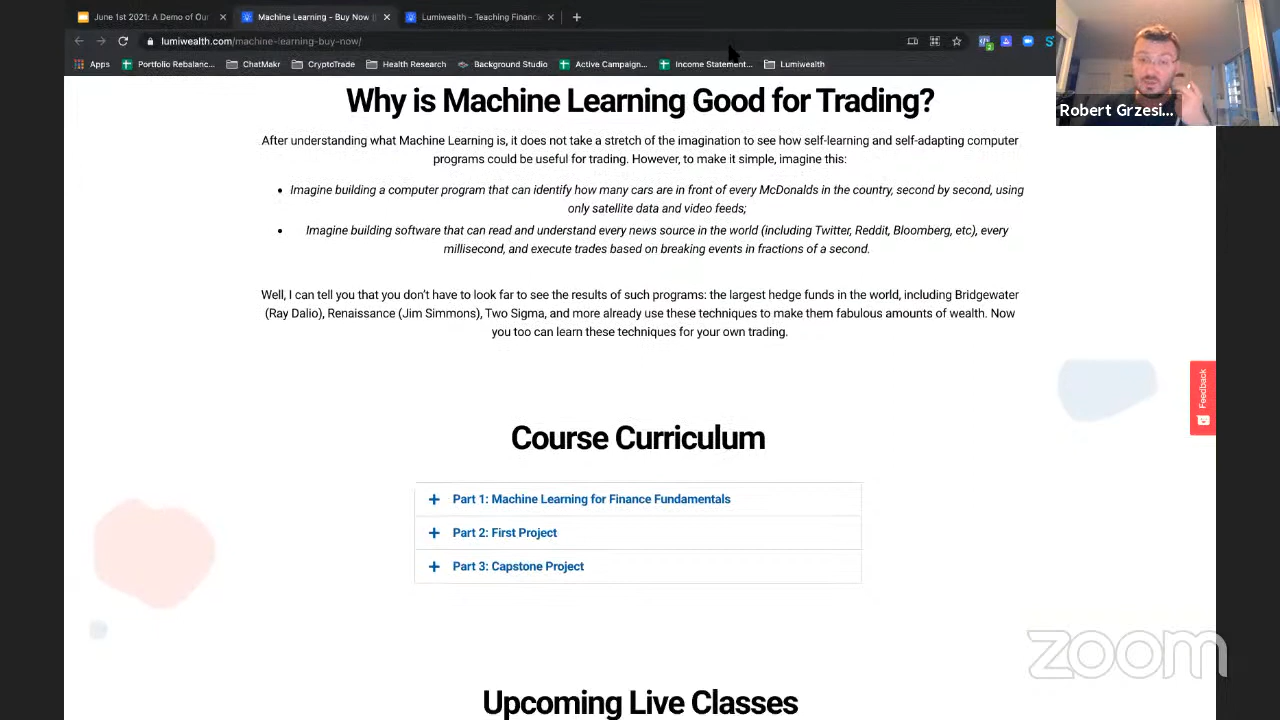 June 1st 2021: A Demo of Our
Machine Learning - Buy Now
Lumiwealth – Teaching Financ
lumiwealth.com/machine-learning-buy-now/
Apps
Portfolio Rebalanc...
ChatMakr
CryptoTrade
Health Research
Background Studio
Active Campaign...
Income Statement...
Lumiwealth
Robert Grzesi...
Why is Machine Learning Good for Trading?
After understanding what Machine Learning is, it does not take a stretch of the imagination to see how self-learning and self-adapting computer
programs could be useful for trading. However, to make it simple, imagine this:
• Imagine building a computer program that can identify how many cars are in front of every McDonalds in the country, second by second, using
only satellite data and video feeds;
• Imagine building software that can read and understand every news source in the world (including Twitter, Reddit, Bloomberg, etc), every
millisecond, and execute trades based on breaking events in fractions of a second.
Well, I can tell you that you don't have to look far to see the results of such programs: the largest hedge funds in the world, including Bridgewater
(Ray Dalio), Renaissance (Jim Simmons), Two Sigma, and more already use these techniques to make them fabulous amounts of wealth. Now
you too can learn these techniques for your own trading.
Feedback
Course Curriculum
+ Part 1: Machine Learning for Finance Fundamentals
+ Part 2: First Project
+ Part 3: Capstone Project
zoom
Upcoming Live Classes